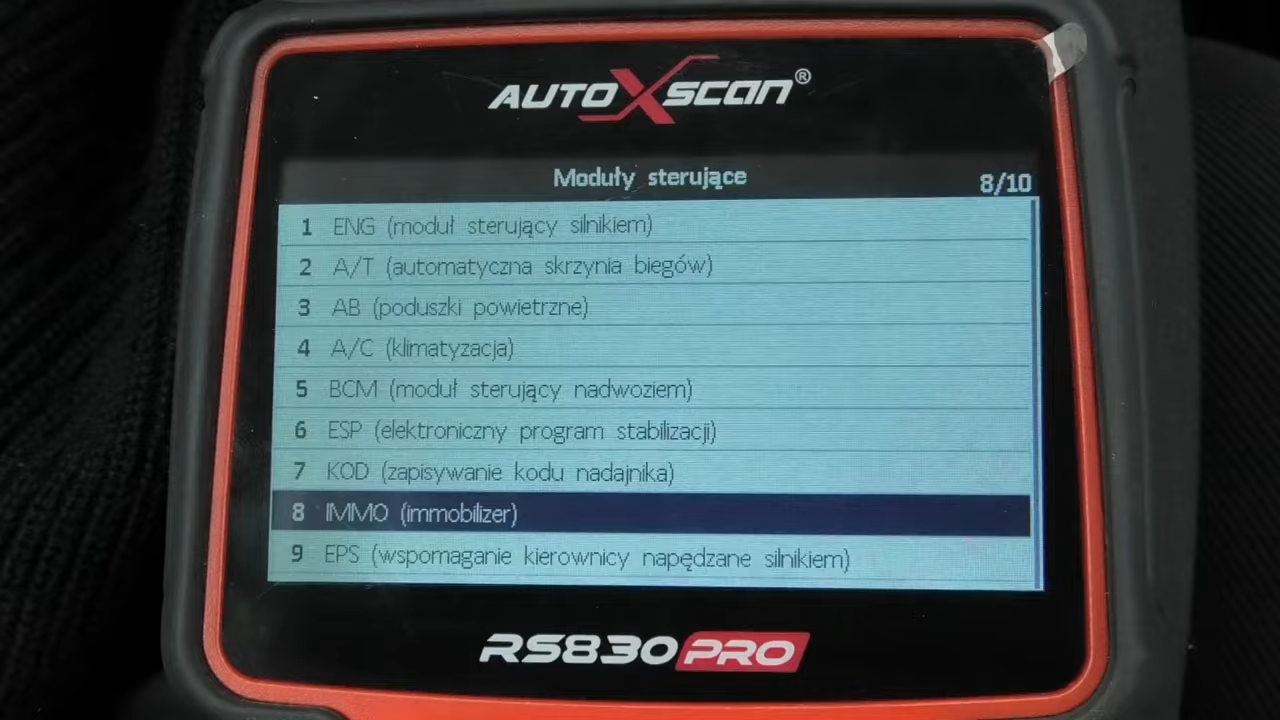 AUTOXSCAN®
Moduły sterujące
8/10
1 ENG (moduł sterujący silnikiem)
2 A/T (automatyczna skrzynia biegów)
3 AB (poduszki powietrzne)
4 A/C (klimatyzacja)
5 BCM (moduł sterujący nadwoziem)
6 ESP (elektroniczny program stabilizacji)
7 KOD (zapisywanie kodu nadajnika)
8 IMMO (immobilizer)
9 EPS (wspomaganie kierownicy napędzane silnikiem)
RS830 PRO